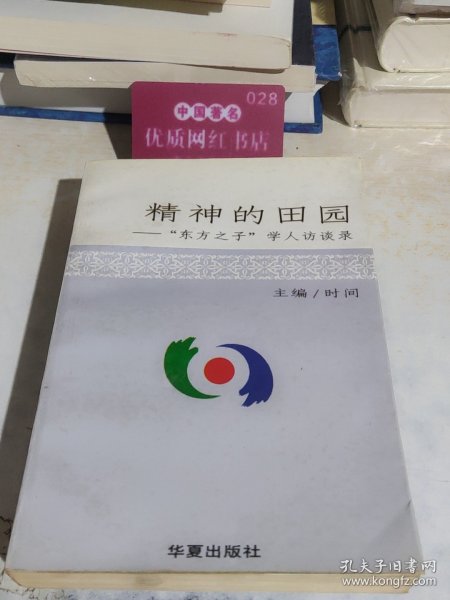 028
中国著名
优质网红书店
精神的田园
——“东方之子”学人访谈录
主编/时间
华夏出版社
孔夫子旧书网
www.kongfz.com